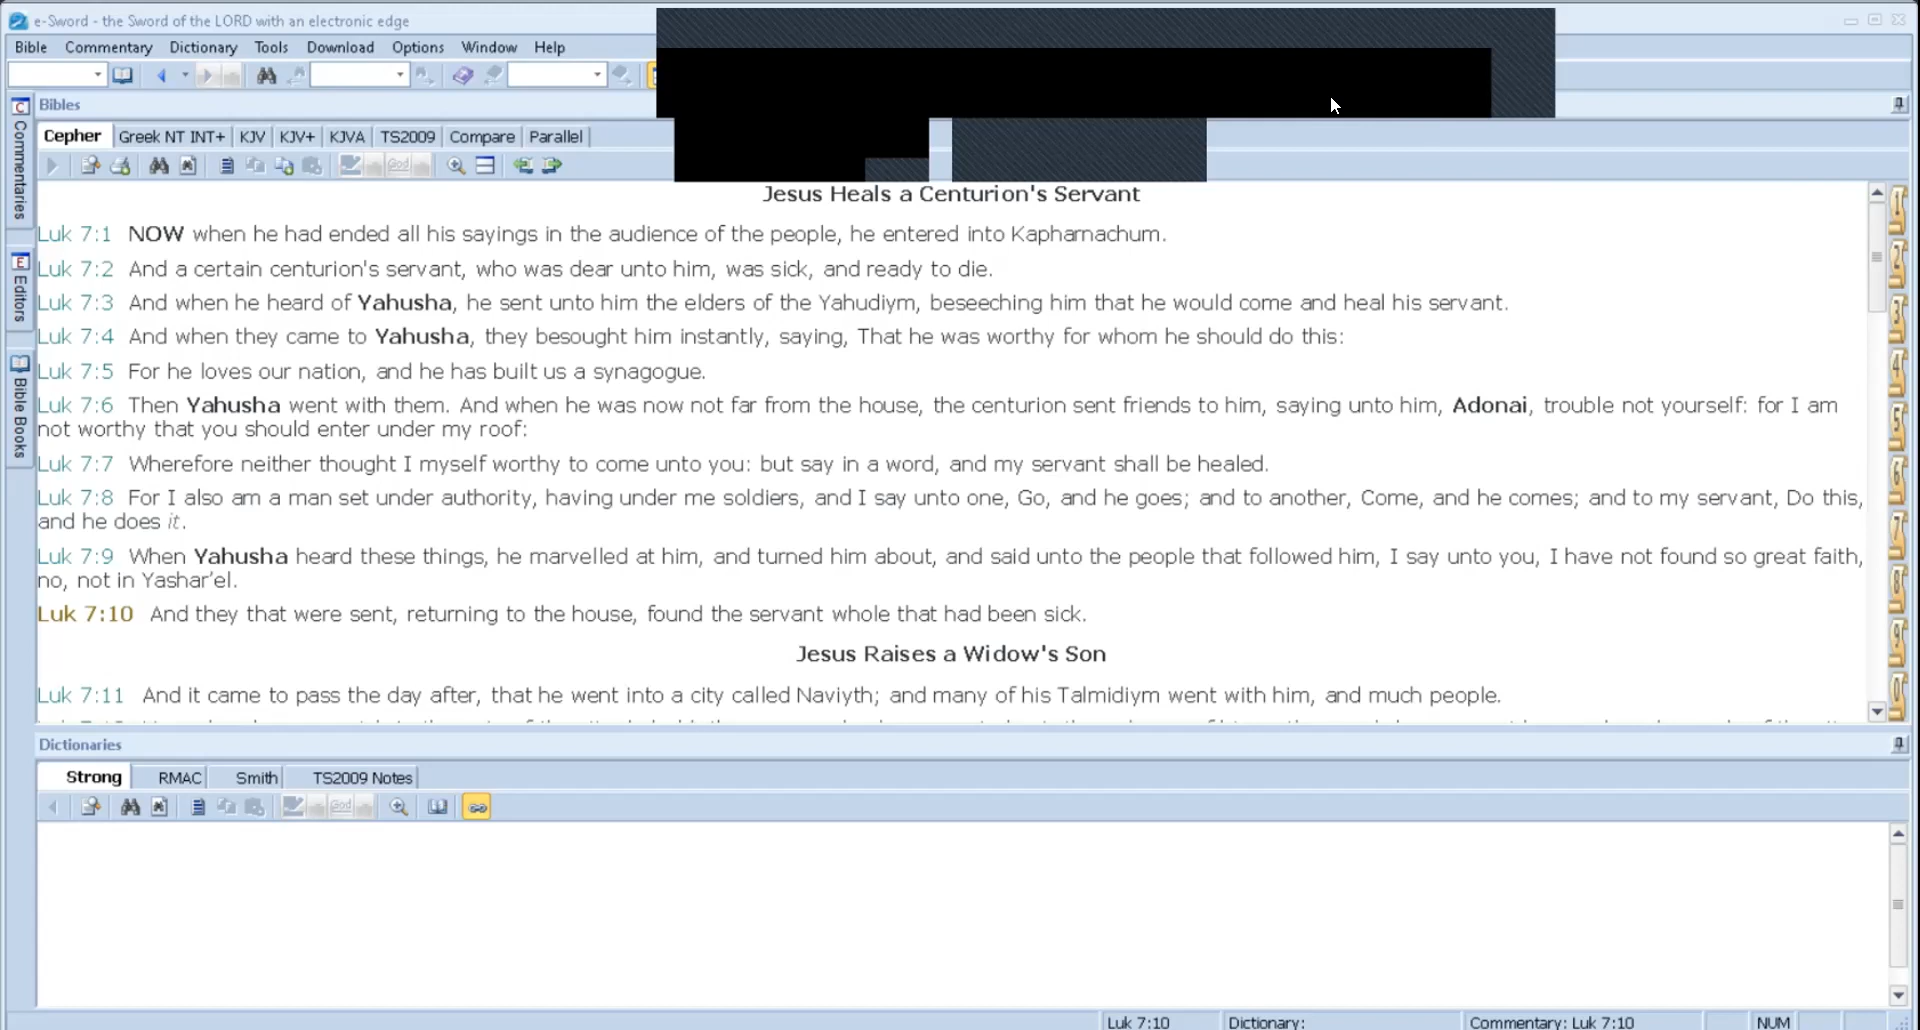 e-Sword - the Sword of the LORD with an electronic edge
Bible Commentary Dictionary Tools Download Options Window Help
Bibles
Cepher Greek NT INT+ KJV KJV+ KJVA TS2009 Compare Parallel
God
Commentaries
Editors
Bible Books
Jesus Heals a Centurion's Servant
Luk 7:1 NOW when he had ended all his sayings in the audience of the people, he entered into Kapharnachum.
Luk 7:2 And a certain centurion's servant, who was dear unto him, was sick, and ready to die.
Luk 7:3 And when he heard of Yahusha, he sent unto him the elders of the Yahudiym, beseeching him that he would come and heal his servant.
Luk 7:4 And when they came to Yahusha, they besought him instantly, saying, That he was worthy for whom he should do this:
Luk 7:5 For he loves our nation, and he has built us a synagogue.
Luk 7:6 Then Yahusha went with them. And when he was now not far from the house, the centurion sent friends to him, saying unto him, Adonai, trouble not yourself: for I am
not worthy that you should enter under my roof:
Luk 7:7 Wherefore neither thought I myself worthy to come unto you: but say in a word, and my servant shall be healed.
Luk 7:8 For I also am a man set under authority, having under me soldiers, and I say unto one, Go, and he goes; and to another, Come, and he comes; and to my servant, Do this,
and he does it.
Luk 7:9 When Yahusha heard these things, he marvelled at him, and turned him about, and said unto the people that followed him, I say unto you, I have not found so great faith,
no, not in Yashar'el.
Luk 7:10 And they that were sent, returning to the house, found the servant whole that had been sick.
Jesus Raises a Widow's Son
Luk 7:11 And it came to pass the day after, that he went into a city called Naviyth; and many of his Talmidiym went with him, and much people.
1
2
3
4
5
6
7
8
9
0
Dictionaries
Strong RMAC Smith TS2009 Notes
God
Luk 7:10 Dictionary: Commentary: Luk 7:10 NUM